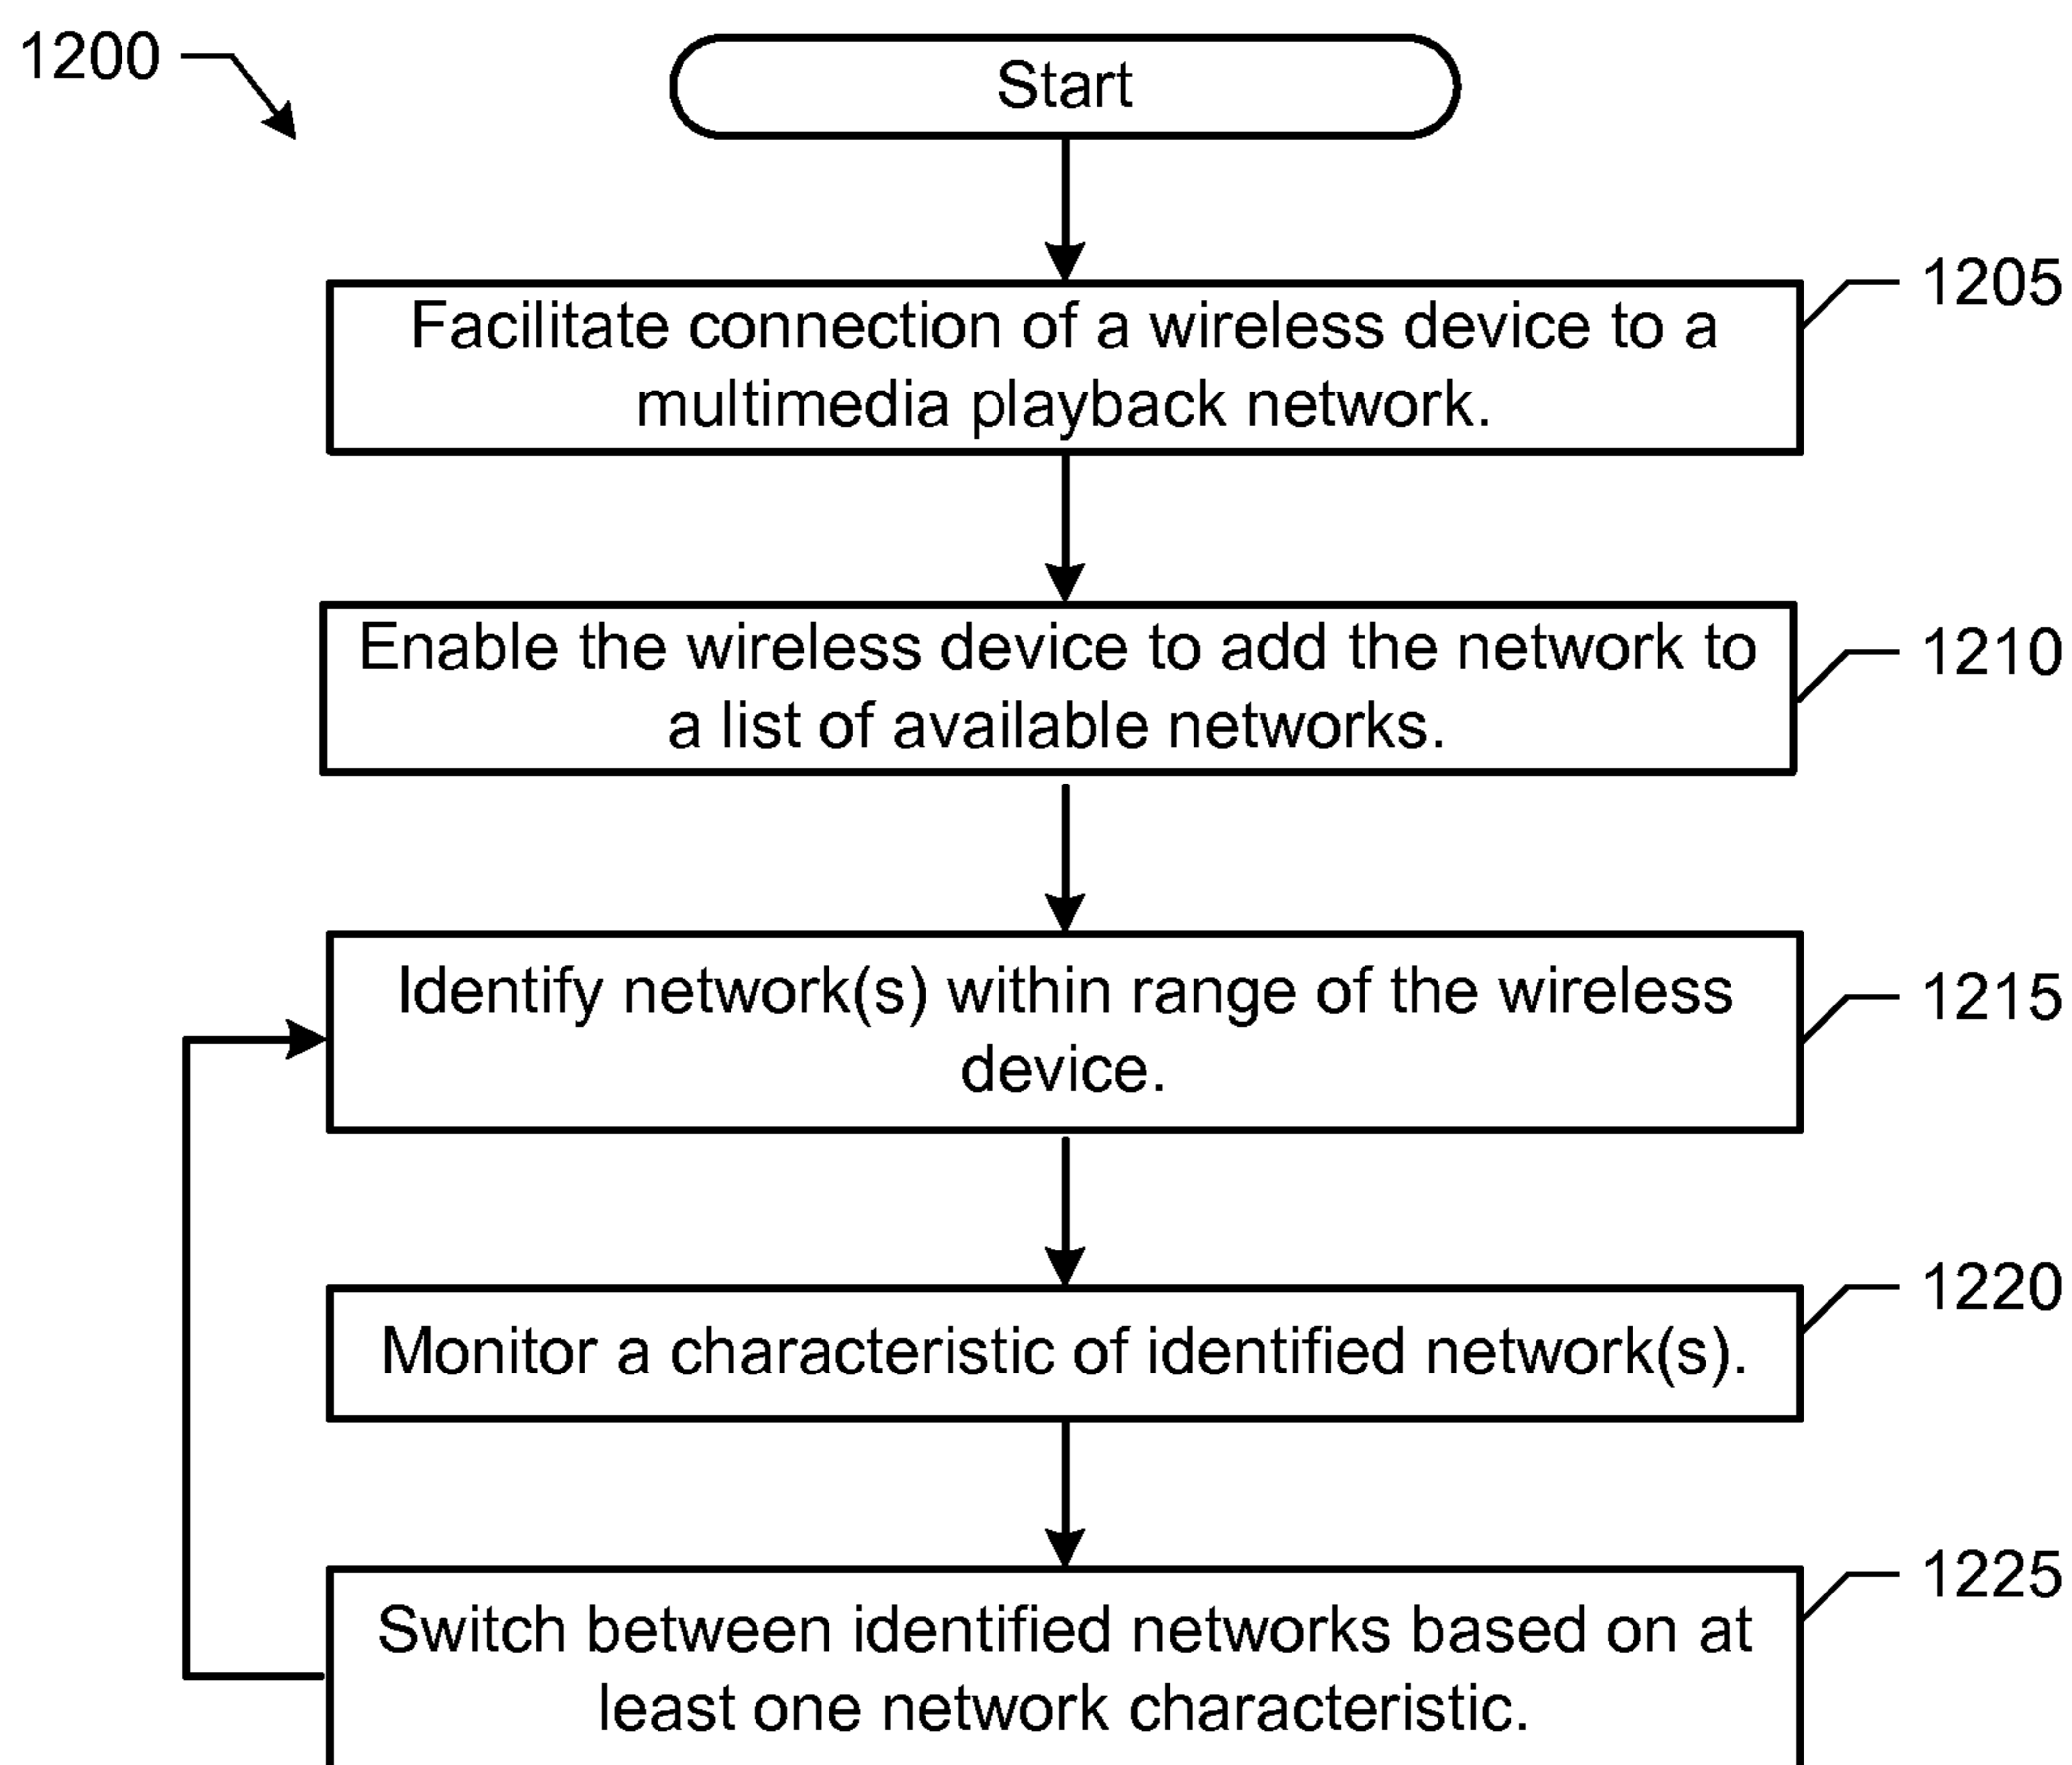 1200
Start
1205
Facilitate connection of a wireless device to a
multimedia playback network.
1210
Enable the wireless device to add the network to
a list of available networks.
1215
Identify network(s) within range of the wireless
device.
1220
Monitor a characteristic of identified network(s).
1225
Switch between identified networks based on at
least one network characteristic.